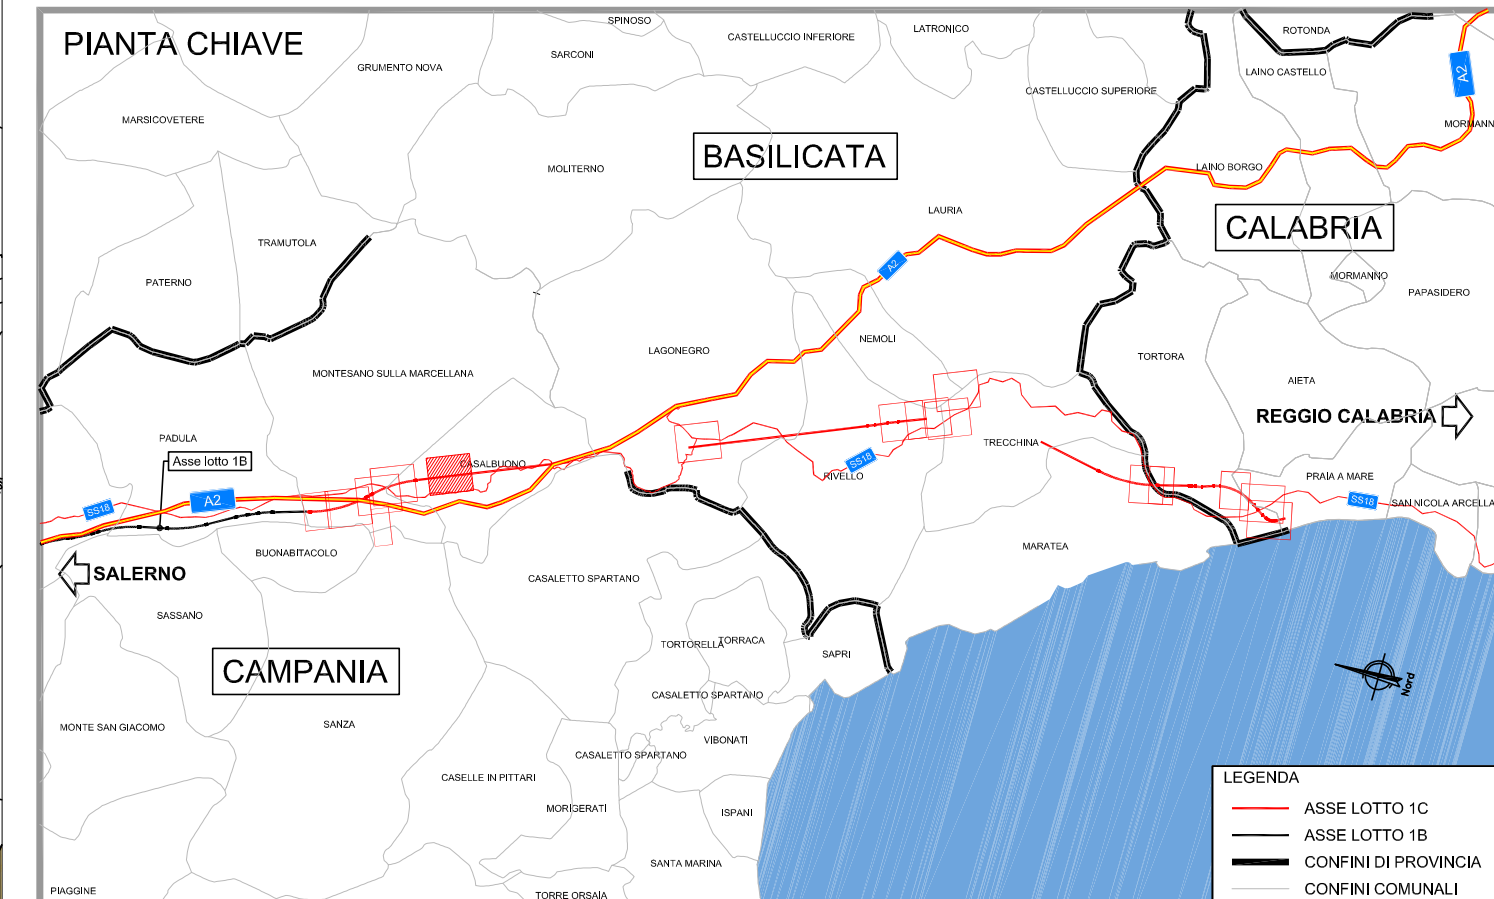 PIANTA CHIAVE
SPINOSO
CASTELLUCCIO INFERIORE
LATRONICO
ROTONDA
GRUMENTO NOVA
SARCONI
LAINO CASTELLO
A2
CASTELLUCCIO SUPERIORE
MARSICOVETERE
MORMANN
BASILICATA
MOLITERNO
LAINO BORGO
LAURIA
CALABRIA
TRAMUTOLA
A2
MORMANNO
PATERNO
PAPASIDERO
NEMOLI
LAGONEGRO
TORTORA
MONTESANO SULLA MARCELLANA
AIETA
REGGIO CALABRIA
PADULA
TRECCHINA
Asse lotto 1B
CASALBUONO
SS18
RIVELLO
PRAIA A MARE
A2
SS18
SAN NICOLA ARCELLA
SS18
BUONABITACOLO
MARATEA
SALERNO
CASALETTO SPARTANO
SASSANO
TORTORELLA
TORRACA
SAPRI
CAMPANIA
Nord
CASALETTO SPARTANO
MONTE SAN GIACOMO
SANZA
VIBONATI
CASALETTO SPARTANO
CASELLE IN PITTARI
LEGENDA
MORIGERATI
ISPANI
ASSE LOTTO 1C
ASSE LOTTO 1B
SANTA MARINA
CONFINI DI PROVINCIA
PIAGGINE
TORRE ORSAIA
CONFINI COMUNALI